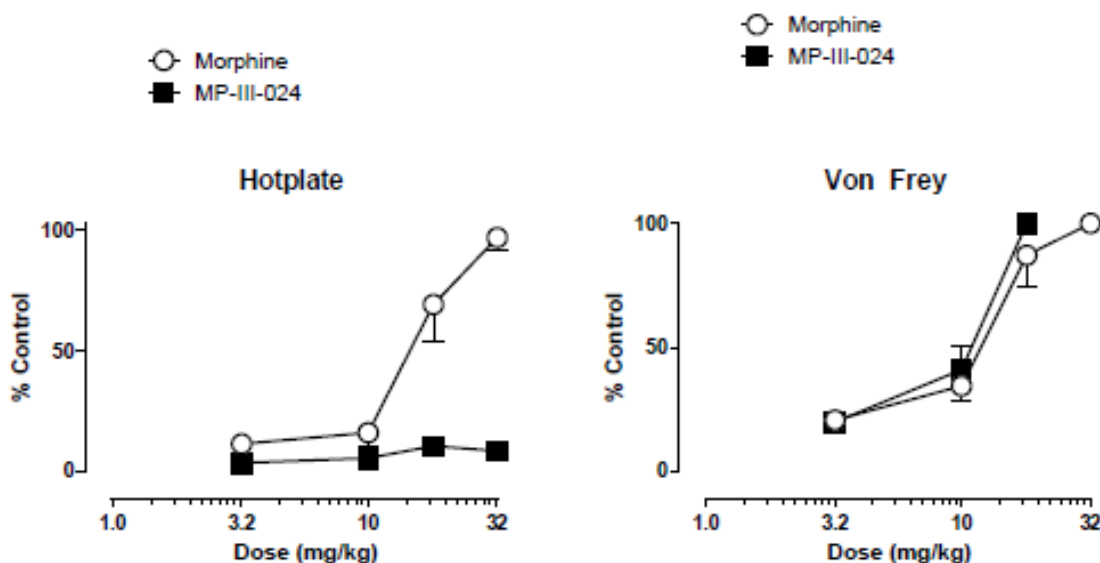 Morphine
MP-III-024
Hotplate
100
50
0
% Control
1.0 3.2 10 32
Dose (mg/kg)
Morphine
MP-III-024
Von Frey
100
50
0
% Control
1.0 3.2 10 32
Dose (mg/kg)